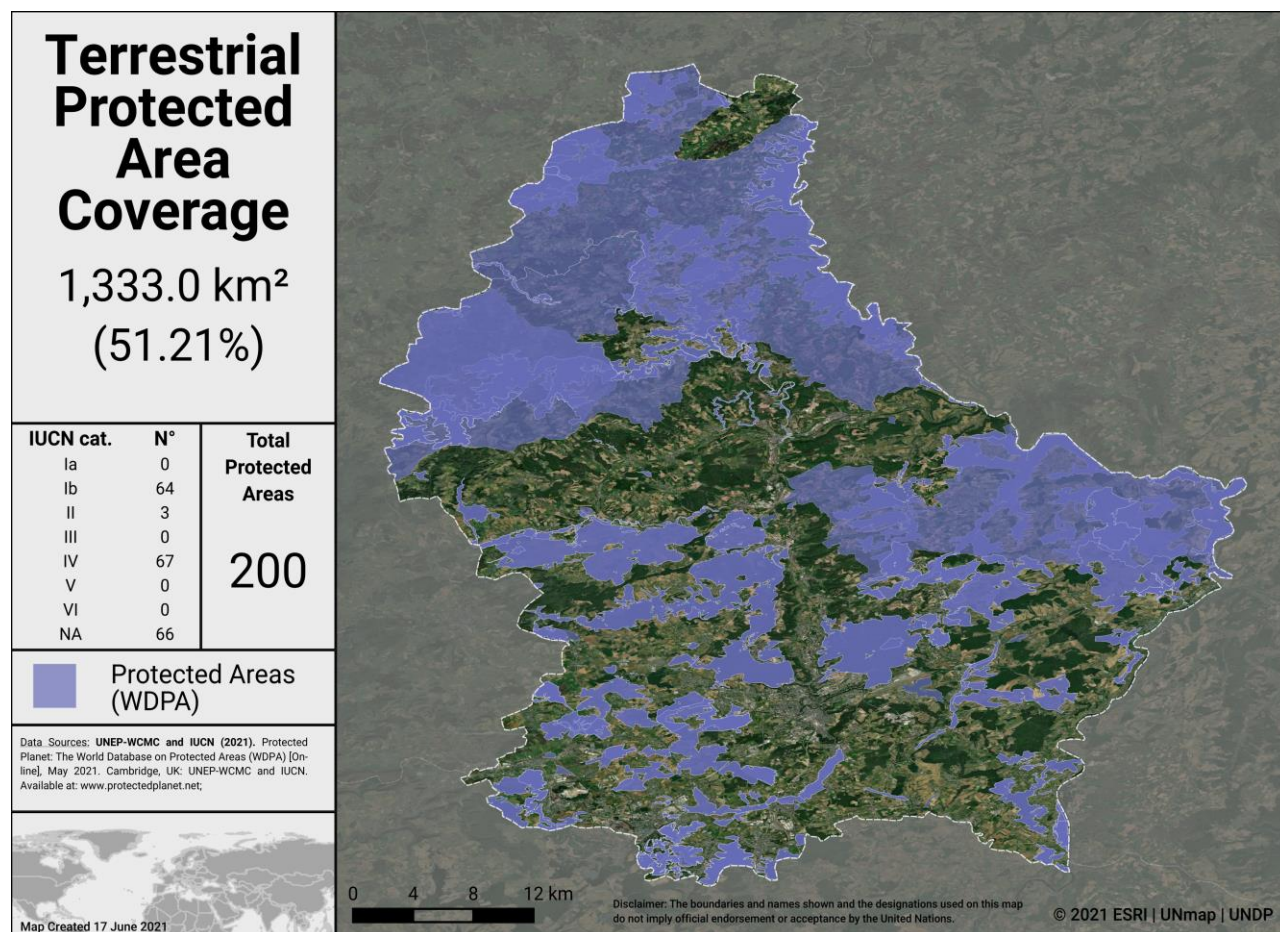 Terrestrial
Protected
Area
Coverage
1,333.0 km²
(51.21%)
IUCN cat. N°
Ia 0
Ib 64
II 3
III 0
IV 67
V 0
VI 0
NA 66
Total
Protected
Areas
200
Protected Areas
(WDPA)
Data Sources: UNEP-WCMC and IUCN (2021). Protected
Planet: The World Database on Protected Areas (WDPA) [On-
line], May 2021. Cambridge, UK: UNEP-WCMC and IUCN.
Available at: www.protectedplanet.net;
Map Created 17 June 2021
0 4 8 12 km
Disclaimer: The boundaries and names shown and the designations used on this map
do not imply official endorsement or acceptance by the United Nations.
© 2021 ESRI | UNmap | UNDP